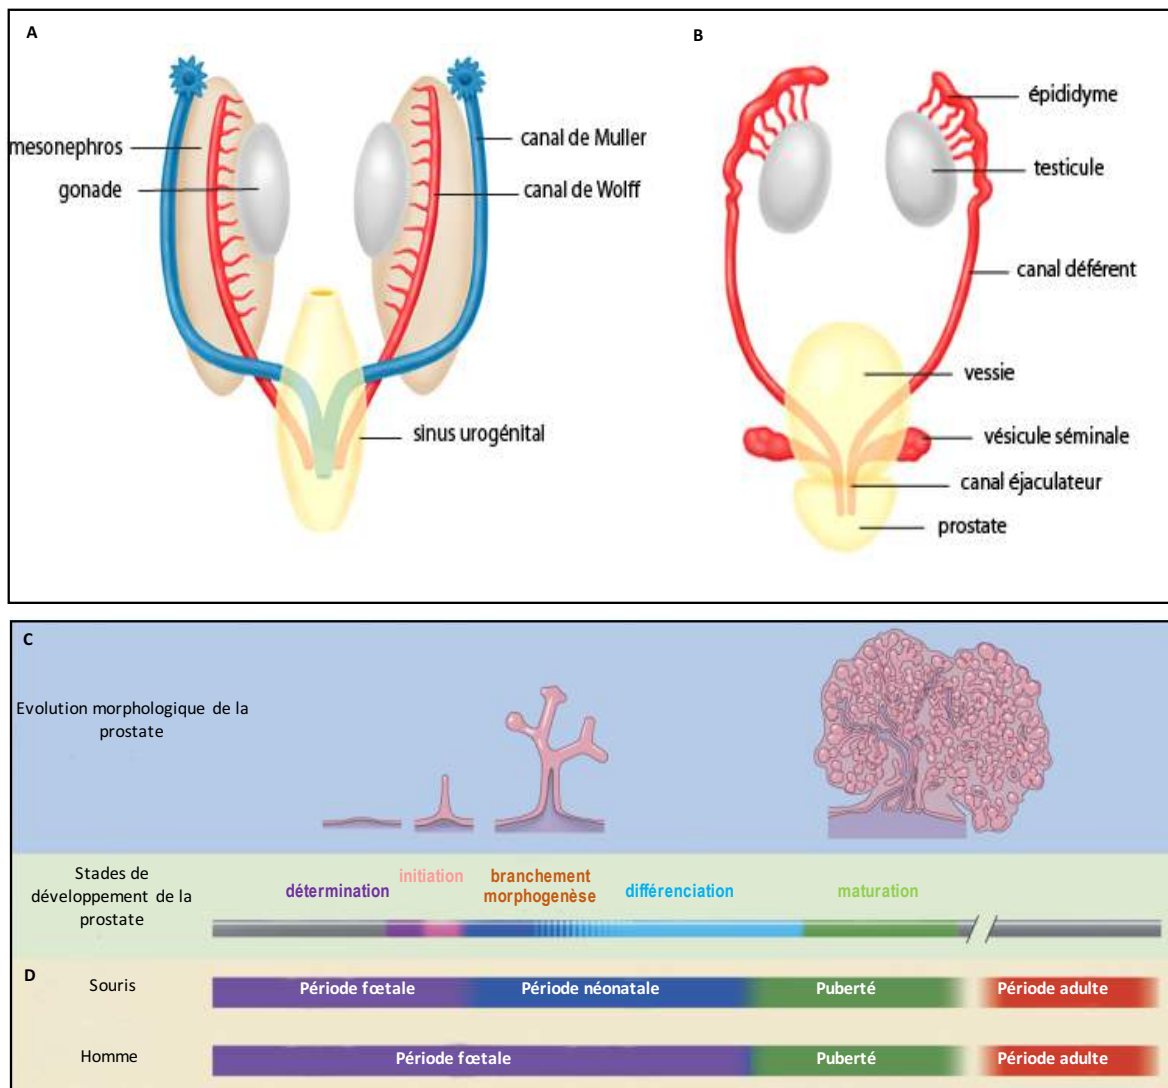 A
mesonephros
gonade
canal de Muller
canal de Wolff
sinus urogénital
B
épididyme
testicule
canal déférent
vessie
vésicule séminale
canal éjaculateur
prostate
C
Evolution morphologique de la
prostate
Stades de
développement de la
prostate
détermination
initiation
branchement
morphogenèse
différenciation
maturation
D
Souris
Période fœtale
Période néonatale
Puberté
Période adulte
Homme
Période fœtale
Puberté
Période adulte